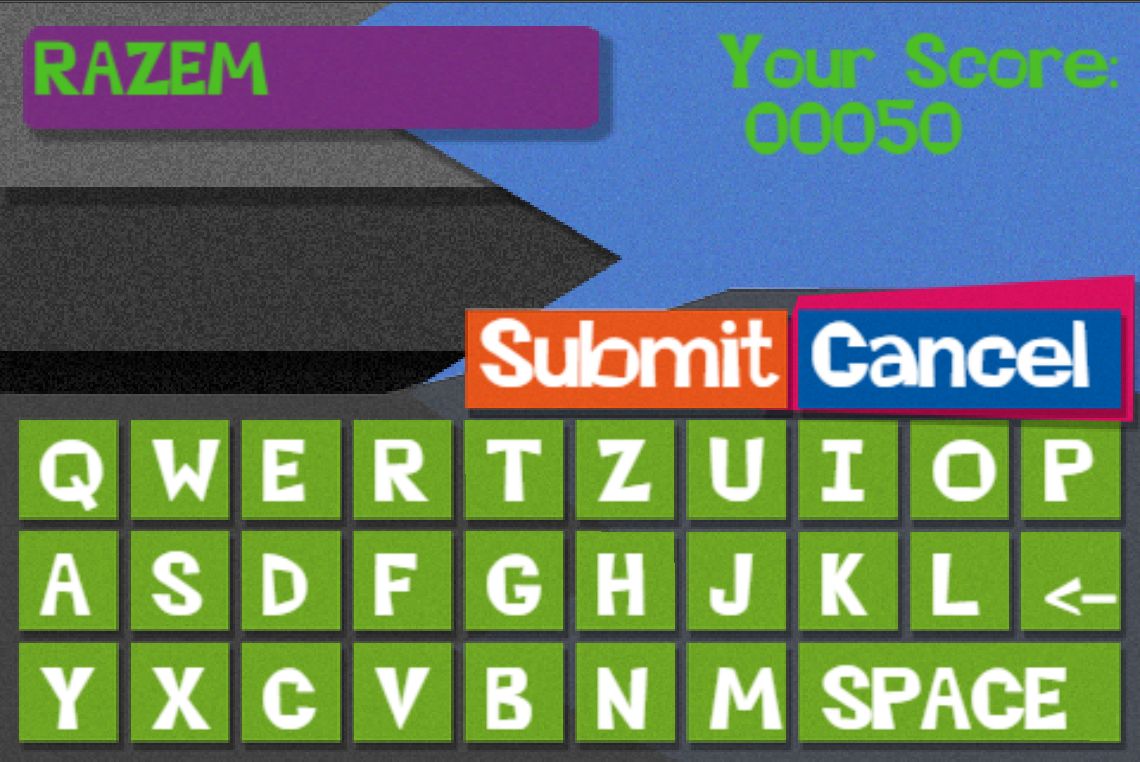 RAZEM
Your Score:
00050
Submit Cancel
Q W E R T Z U I O P
A S D F G H J K L <-
Y X C V B N M SPACE